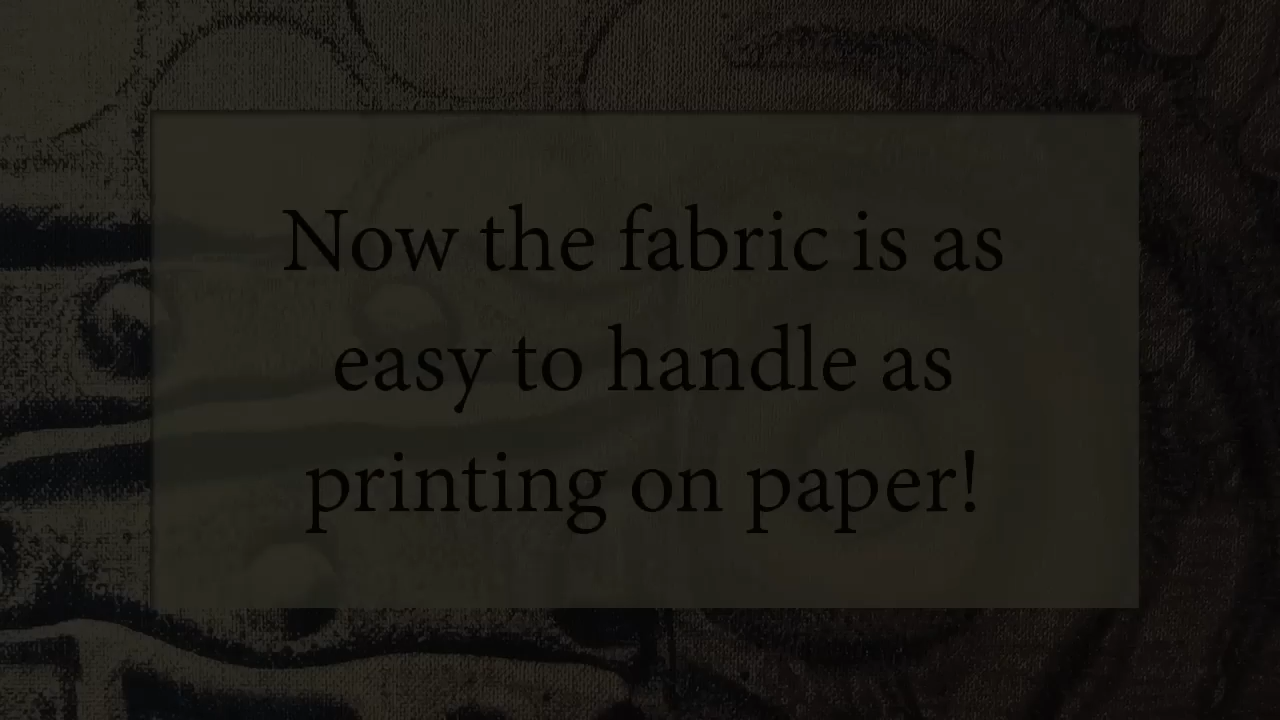 Now the fabric is as
easy to handle as
printing on paper!